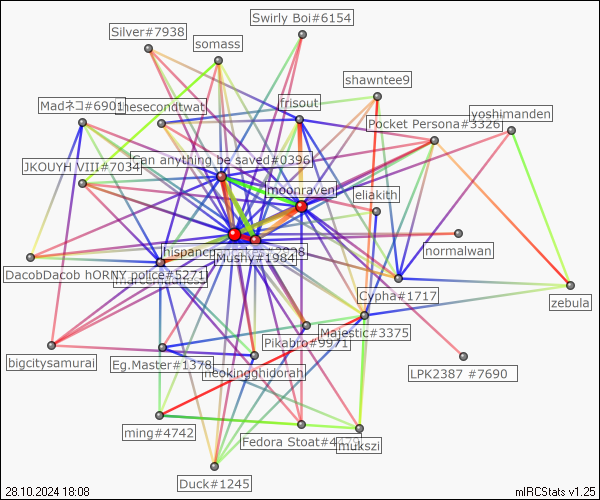 Swirly Boi#6154
Silver#7938
somass
shawntee9
frisout
Madネコ#6901
thesecondtwat
yoshimanden
Pocket Persona#3326
Can anything be saved#0396
JKOUYH VIII#7034
moonraven
eliakith
normalwan
Mushy#1984
DacobDacob hORNY police#5271
Cypha#1717
zebula
Majestic#3375
Pikabro#9971
bigcitysamurai
Eg.Master#1378
neokingghidorah
LPK2387 #7690
ming#4742
Fedora Stoat#4
mukszi
Duck#1245
28.10.2024 18:08
mIRCStats v1.25